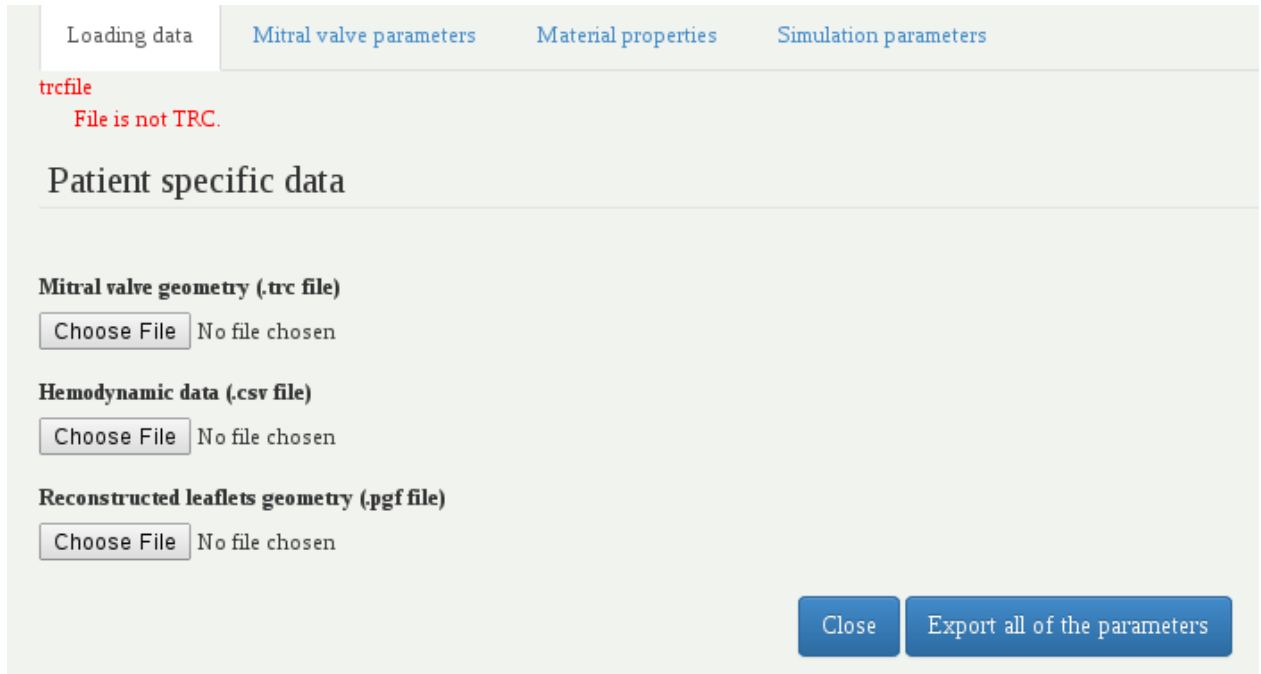 Loading data Mitral valve parameters Material properties Simulation parameters
trcfile
File is not TRC.
Patient specific data
Mitral valve geometry (.trc file)
Choose File No file chosen
Hemodynamic data (.csv file)
Choose File No file chosen
Reconstructed leaflets geometry (.pgf file)
Choose File No file chosen
Close Export all of the parameters